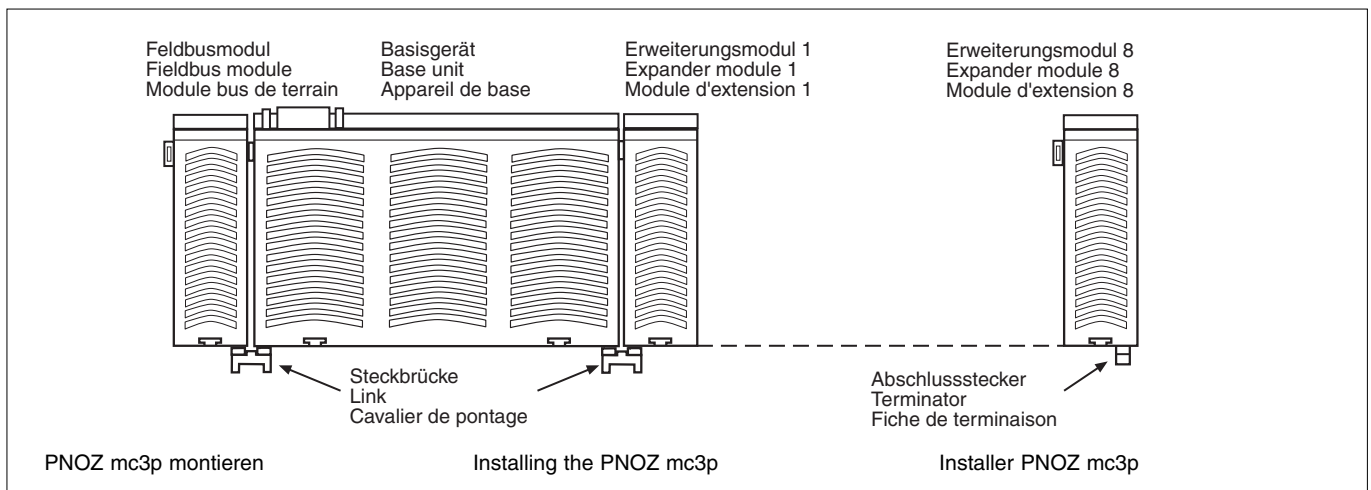 Feldbusmodul
Fieldbus module
Module bus de terrain
Basisgerät
Base unit
Appareil de base
Erweiterungsmodul 1
Expander module 1
Module d'extension 1
Erweiterungsmodul 8
Expander module 8
Module d'extension 8
Steckbrücke
Link
Cavalier de pontage
Abschlussstecker
Terminator
Fiche de terminaison
PNOZ mc3p montieren
Installing the PNOZ mc3p
Installer PNOZ mc3p